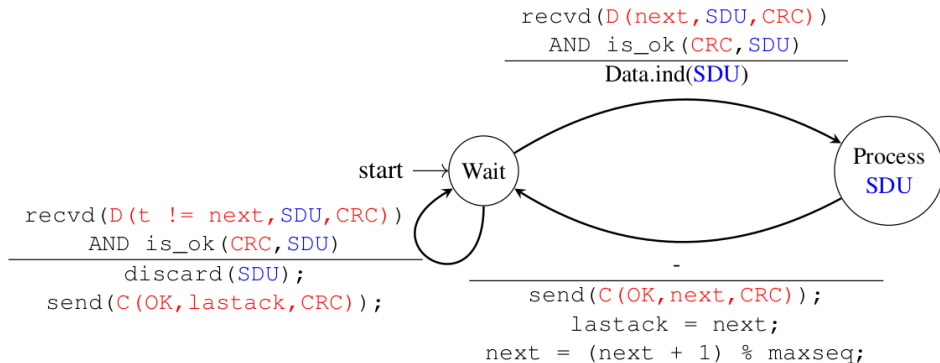 recvd(D(next,SDU,CRC))
AND is_ok(CRC,SDU)
Data.ind(SDU)
start
Wait
Process
SDU
recvd(D(t != next,SDU,CRC))
AND is_ok(CRC,SDU)
discard(SDU);
send(C(OK,lastack,CRC));
-
send(C(OK,next,CRC));
lastack = next;
next = (next + 1) % maxseq;